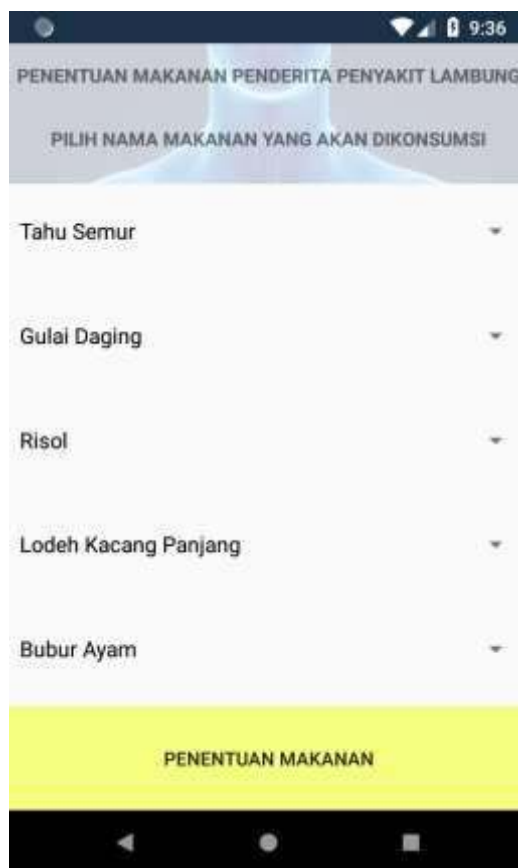 9:36
PENENTUAN MAKANAN PENDERITA PENYAKIT LAMBUNG
PILIH NAMA MAKANAN YANG AKAN DIKONSUMSI
Tahu Semur
Gulai Daging
Risol
Lodeh Kacang Panjang
Bubur Ayam
PENENTUAN MAKANAN